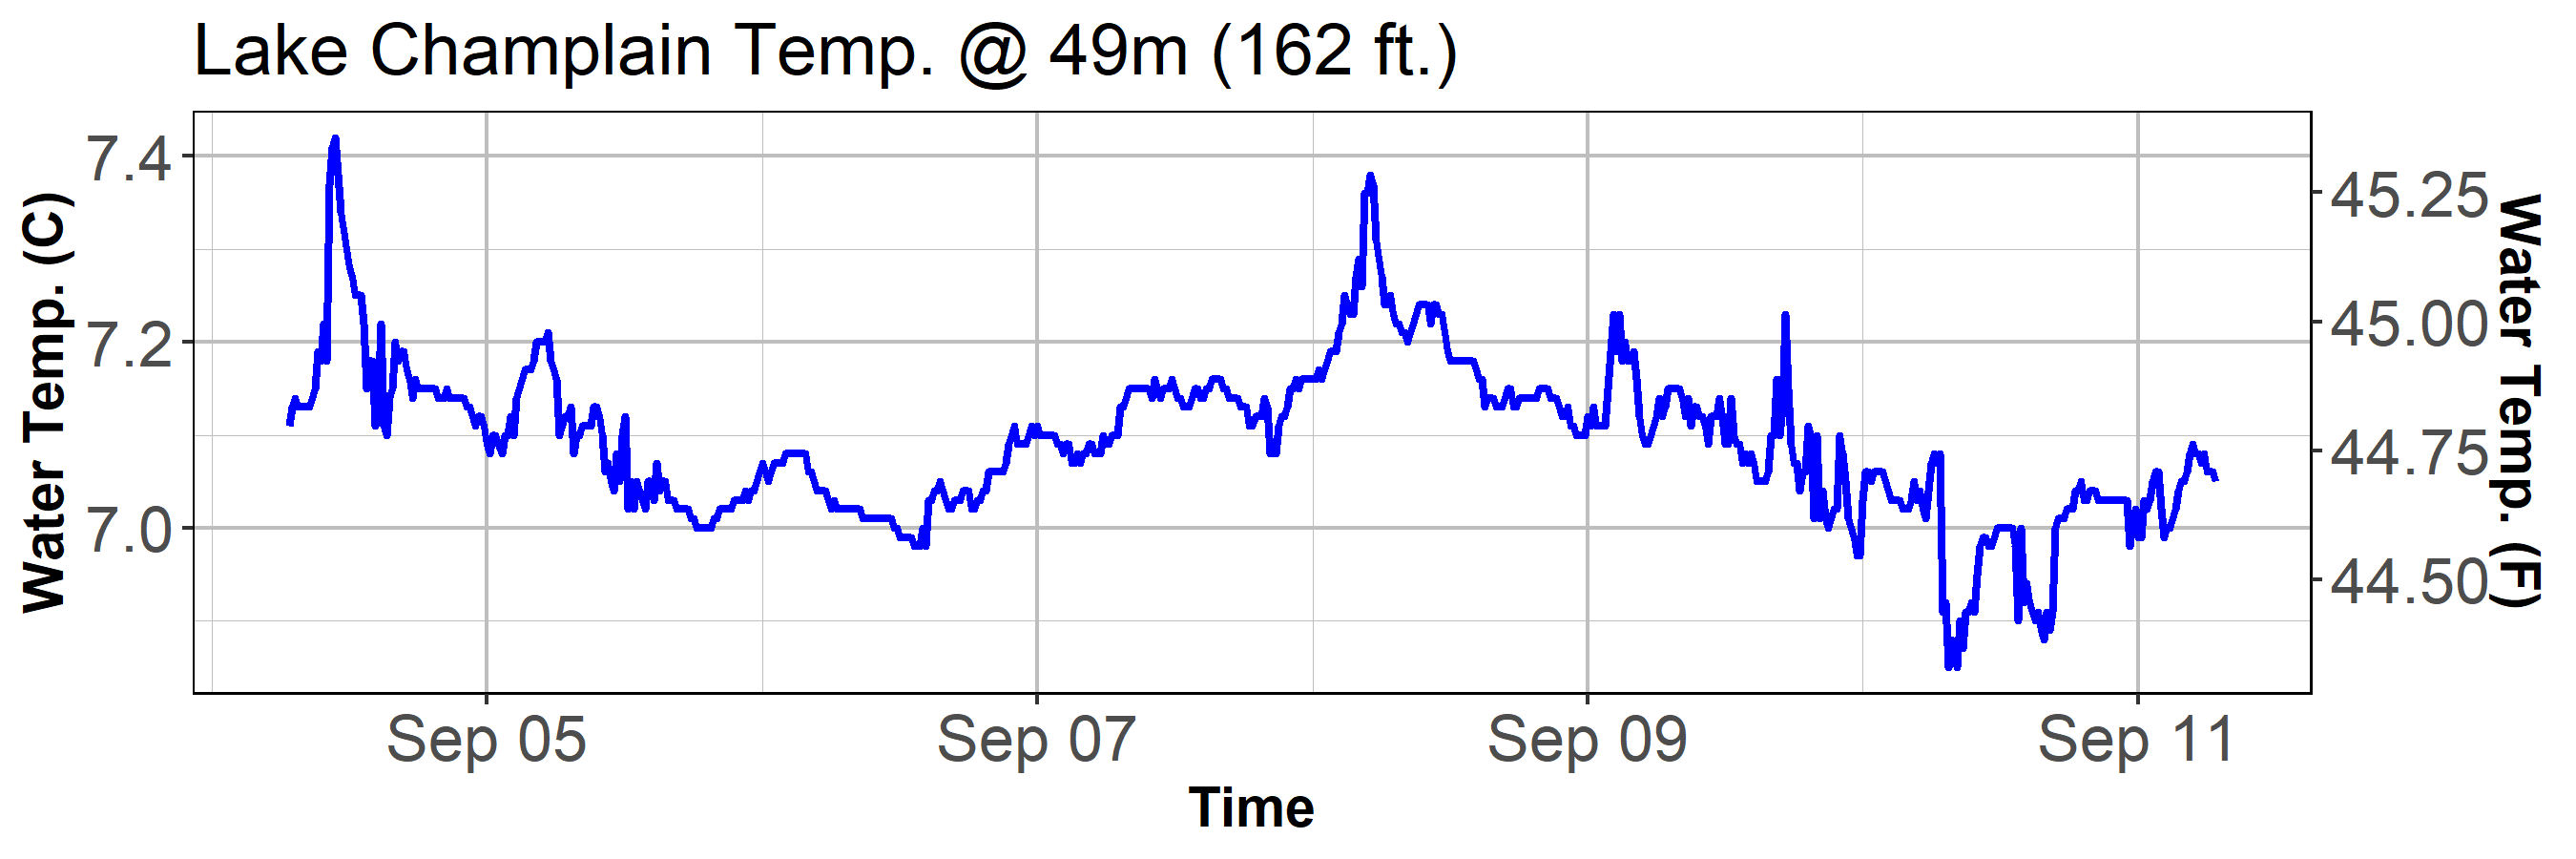 Lake Champlain Temp. @ 49m (162 ft.)
Water Temp. (C)
7.4
7.2
7.0
45.25
45.00
44.75
44.50
Water Temp. (F)
Sep 05 Sep 07 Sep 09 Sep 11
Time